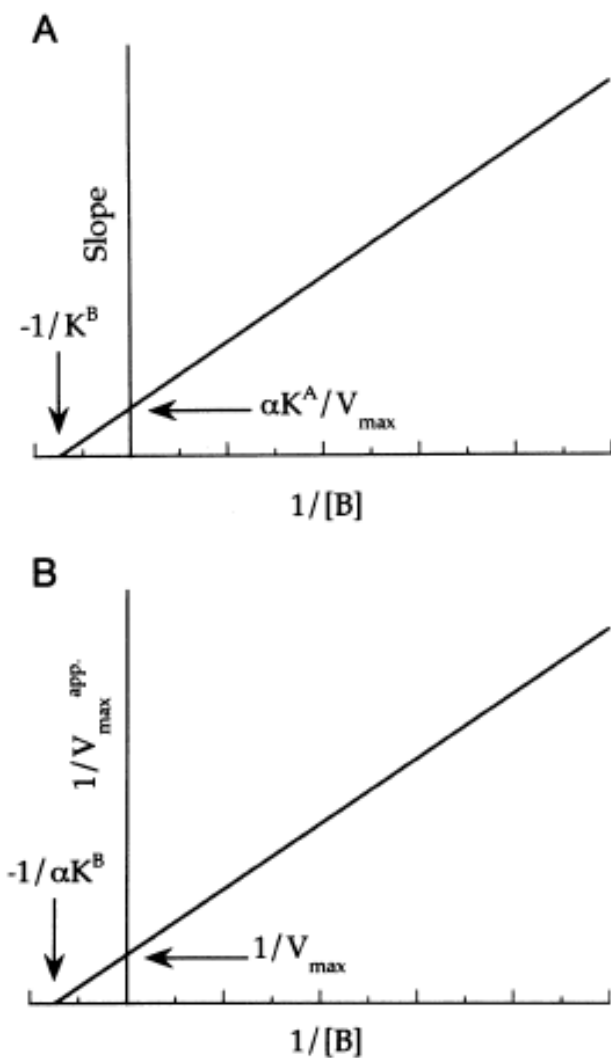 A
Slope
-1/K^B
αK^A/V_max
1/[B]
B
1/V_max^app.
-1/αK^B
1/V_max
1/[B]